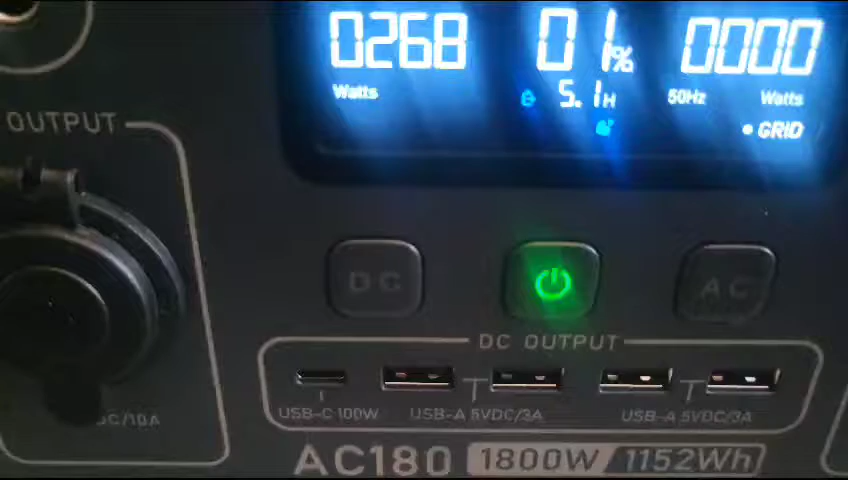 0268 01% 0000
Watts 5.1H 50Hz Watts
GRID
OUTPUT
DC AC
DC OUTPUT
DC/10A
USB-C 100W USB-A 5VDC/3A USB-A 5VDC/3A
AC180 1800W/1152Wh